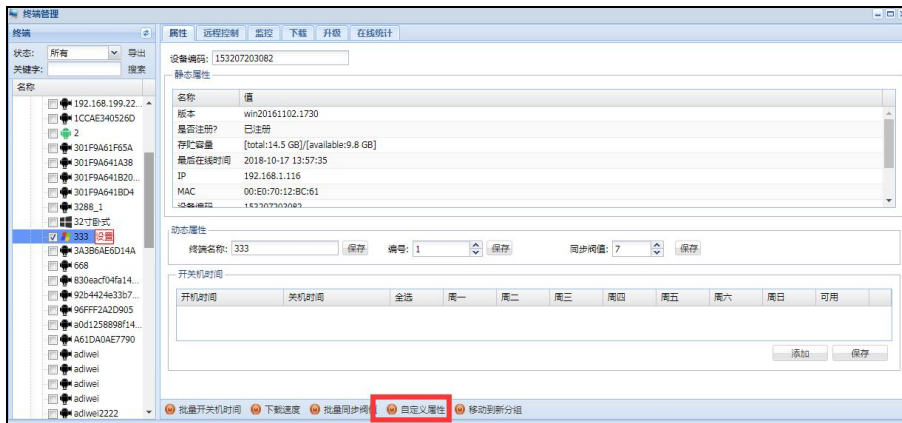 终端管理
终端
状态: 所有 导出
关键字: 搜索
名称
192.168.199.22...
1CCAE340526D
2
301F9A61F65A
301F9A641A38
301F9A641B20...
301F9A641BD4
3288_1
32寸卧式
333 设置
3A3B6AE6D14A
668
830eacf04fa14...
92b4424e33b7...
96FFF2A2D905
a0d1258898f14...
A61DA0AE7790
adiwei
adiwei
adiwei
adiwei
adiwei2222
属性 远程控制 监控 下载 升级 在线统计
设备编码: 153207203082
静态属性
名称 值
版本 win20161102.1730
是否注册? 已注册
存贮容量 [total:14.5 GB]/[available:9.8 GB]
最后在线时间 2018-10-17 13:57:35
IP 192.168.1.116
MAC 00:E0:70:12:BC:61
设备编码 153207203082
动态属性
终端名称: 333 保存 编号: 1 保存 同步阀值: 7 保存
开关机时间
开机时间 关机时间 全选 周一 周二 周三 周四 周五 周六 周日 可用
添加 保存
批量开关机时间 下载速度 批量同步阀值 自定义属性 移动到新分组